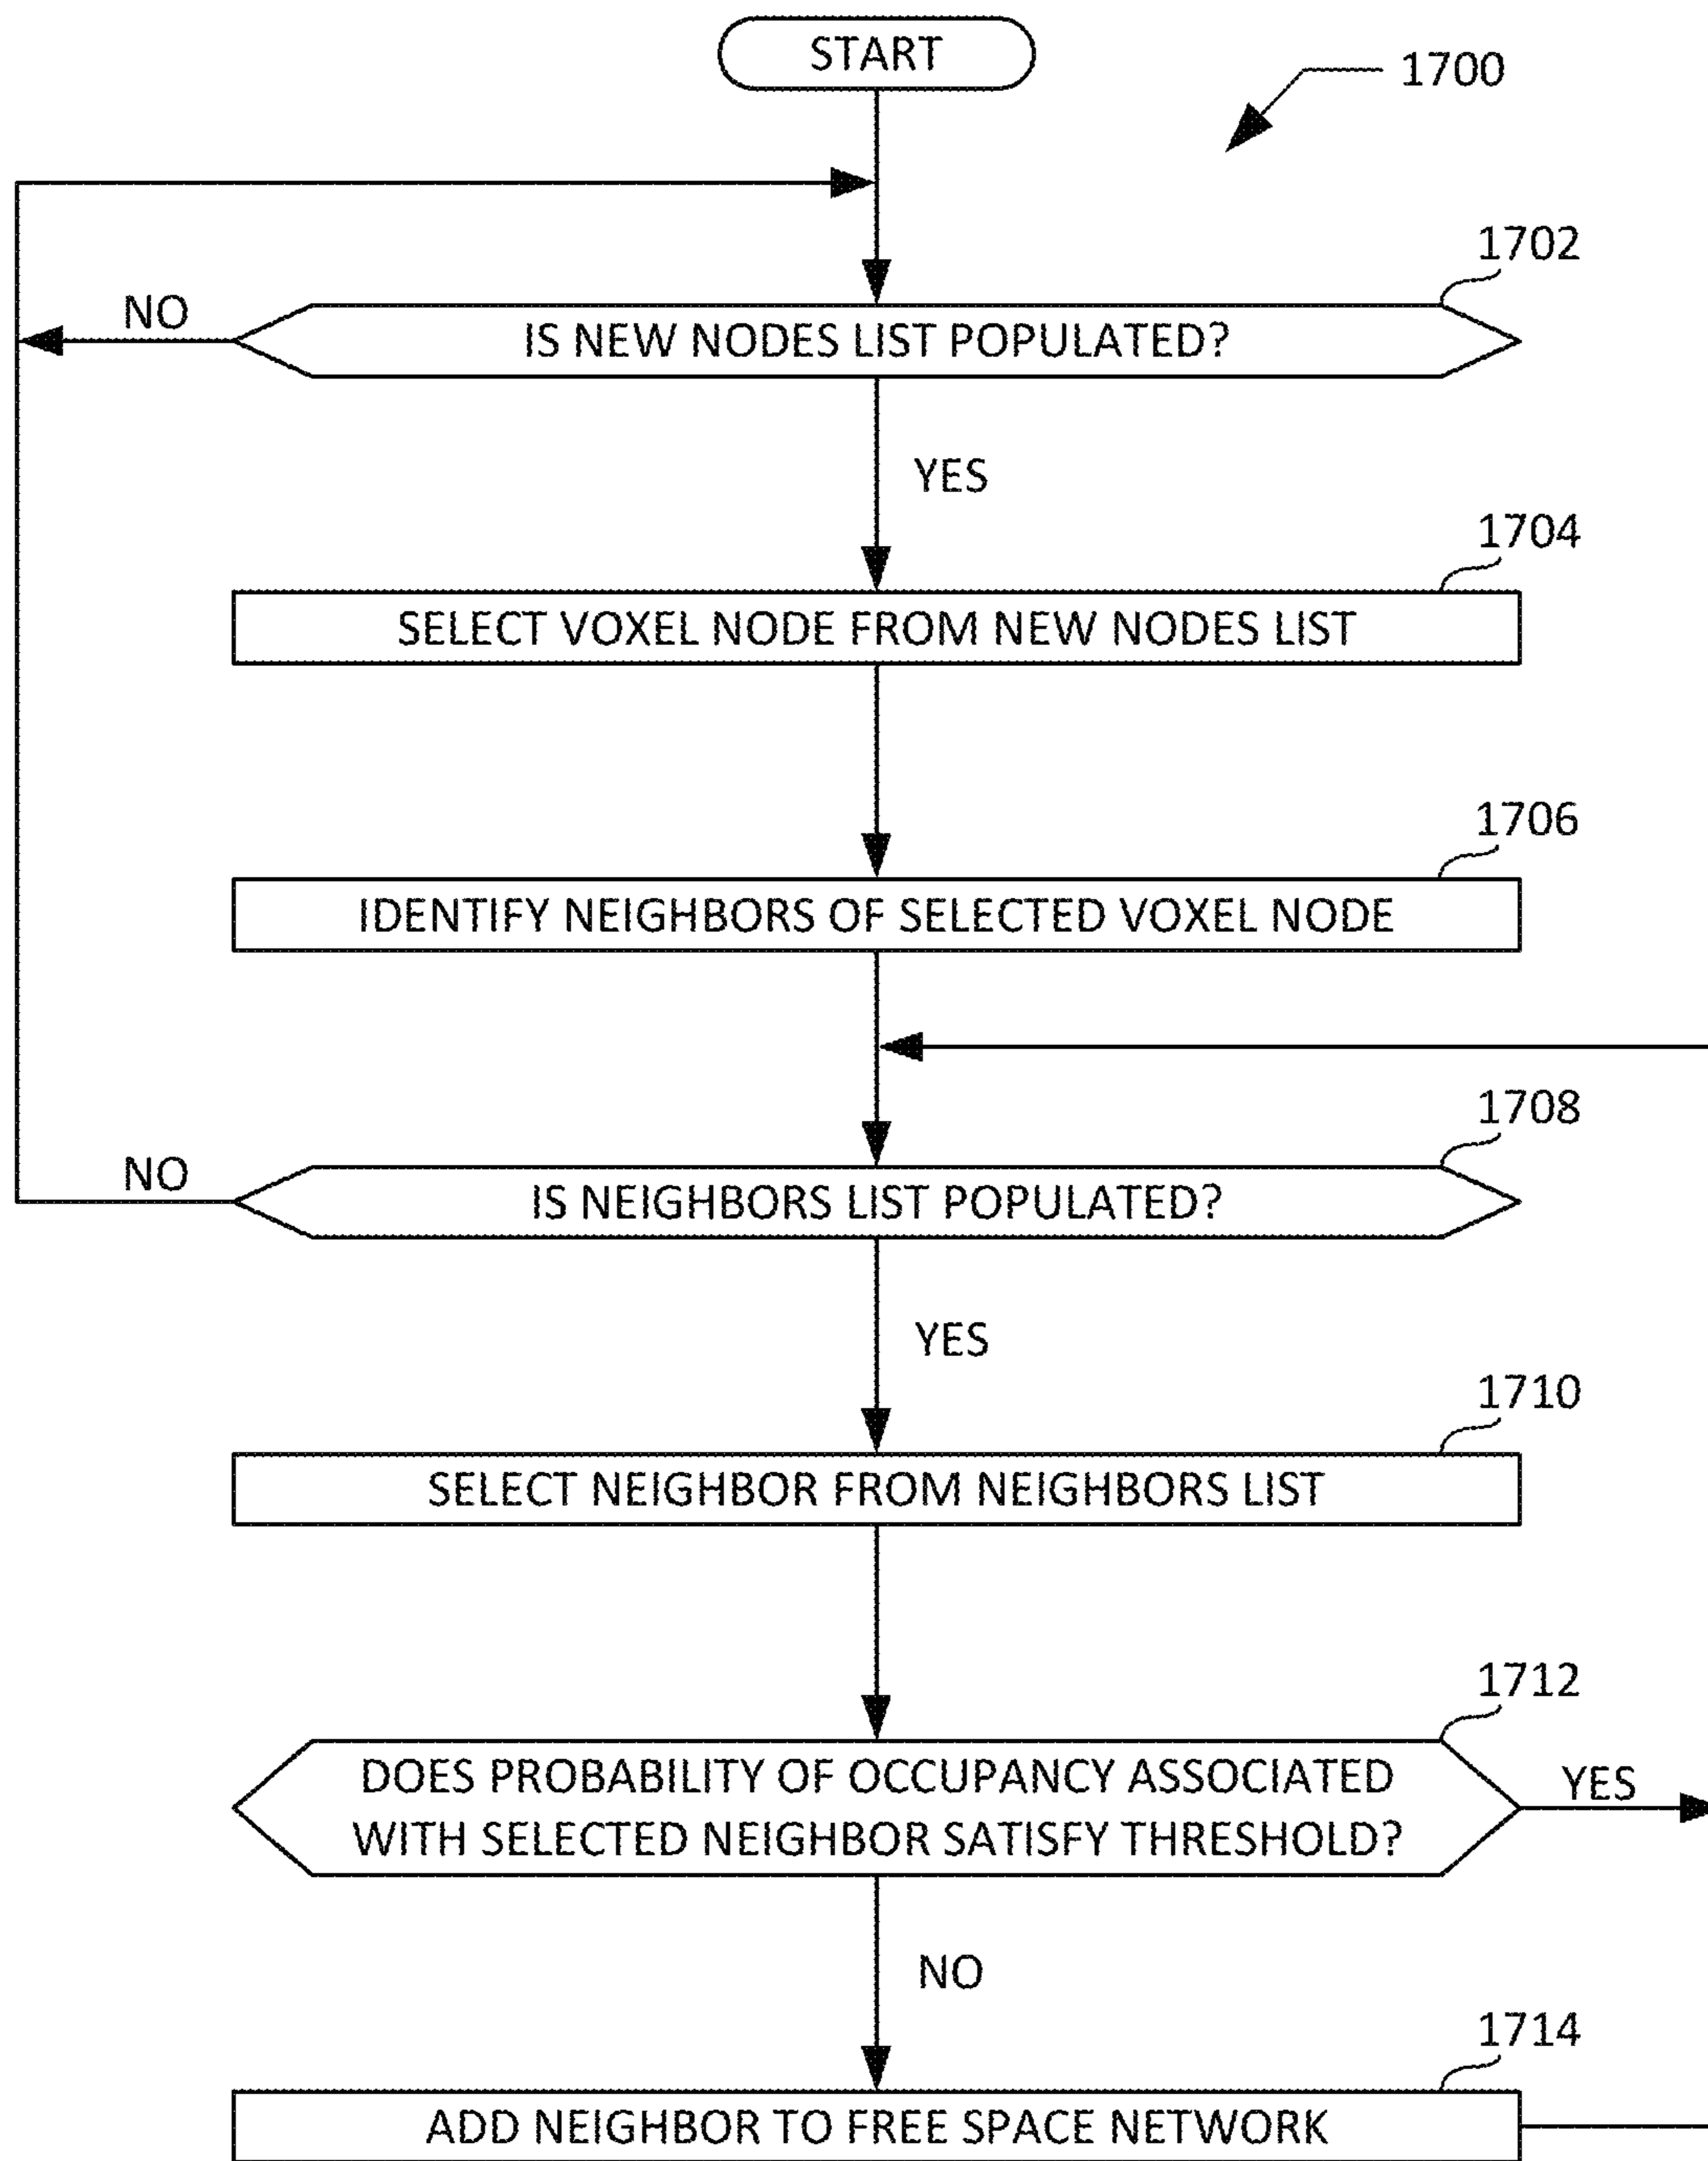 START
1700
1702
NO
IS NEW NODES LIST POPULATED?
YES
1704
SELECT VOXEL NODE FROM NEW NODES LIST
1706
IDENTIFY NEIGHBORS OF SELECTED VOXEL NODE
1708
NO
IS NEIGHBORS LIST POPULATED?
YES
1710
SELECT NEIGHBOR FROM NEIGHBORS LIST
1712
DOES PROBABILITY OF OCCUPANCY ASSOCIATED
WITH SELECTED NEIGHBOR SATISFY THRESHOLD?
YES
NO
1714
ADD NEIGHBOR TO FREE SPACE NETWORK